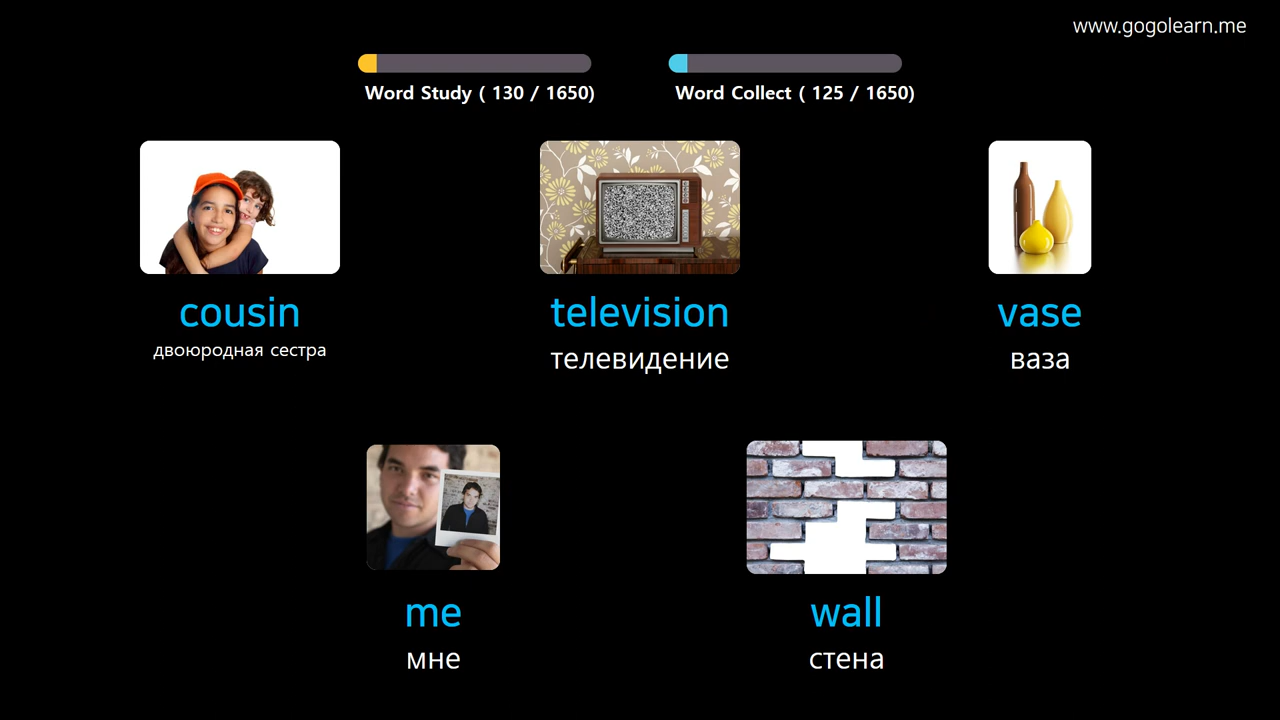 www.gogolearn.me
Word Study ( 130 / 1650)
Word Collect ( 125 / 1650)
cousin
двоюродная сестра
television
телевидение
vase
ваза
me
мне
wall
стена